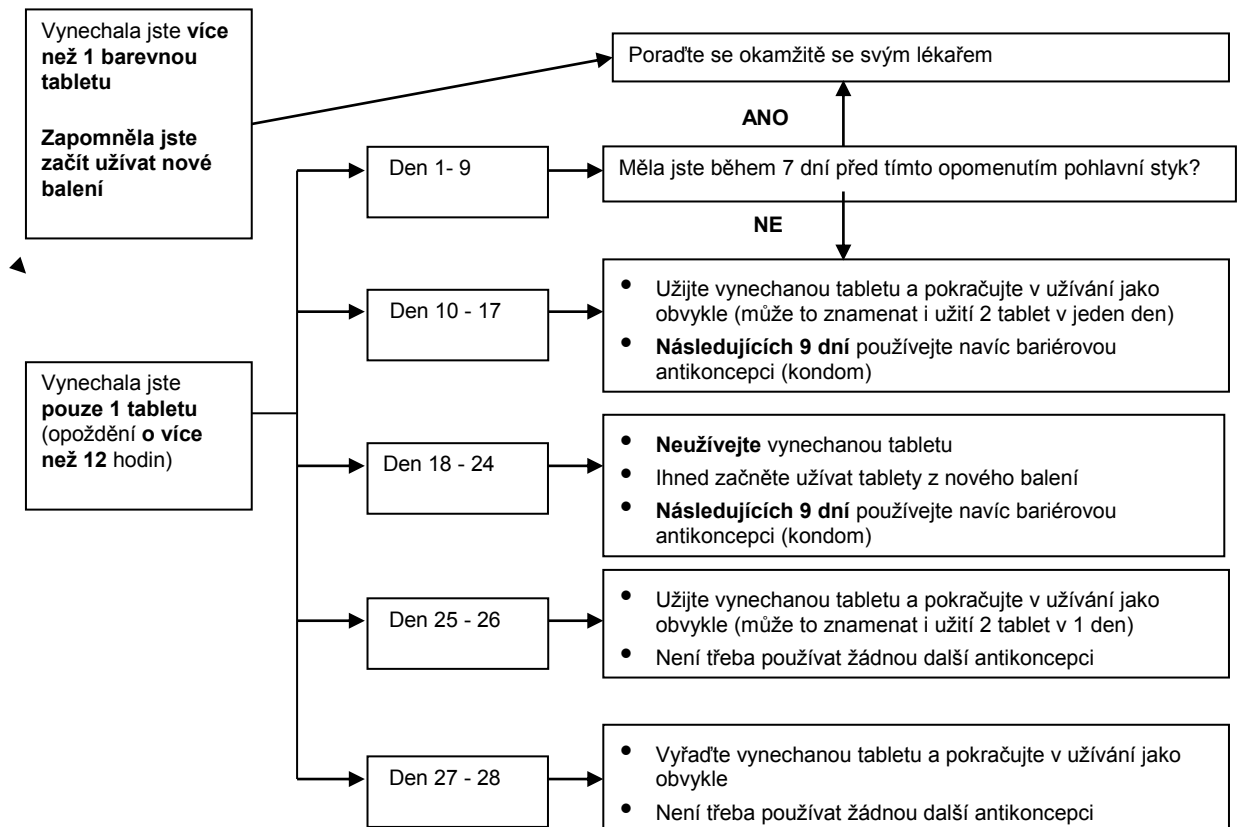 Vynechala jste více
než 1 barevnou
tabletu
Zapomněla jste
začít užívat nové
balení
Poraďte se okamžitě se svým lékařem
ANO
Den 1- 9
Měla jste během 7 dní před tímto opomenutím pohlavní styk?
NE
Den 10 - 17
• Užijte vynechanou tabletu a pokračujte v užívání jako
obvykle (může to znamenat i užití 2 tablet v jeden den)
• Následujících 9 dní používejte navíc bariérovou
antikoncepci (kondom)
Vynechala jste
pouze 1 tabletu
(opoždění o více
než 12 hodin)
Den 18 - 24
• Neužívejte vynechanou tabletu
• Ihned začněte užívat tablety z nového balení
• Následujících 9 dní používejte navíc bariérovou
antikoncepci (kondom)
Den 25 - 26
• Užijte vynechanou tabletu a pokračujte v užívání jako
obvykle (může to znamenat i užití 2 tablet v 1 den)
• Není třeba používat žádnou další antikoncepci
Den 27 - 28
• Vyřaďte vynechanou tabletu a pokračujte v užívání jako
obvykle
• Není třeba používat žádnou další antikoncepci